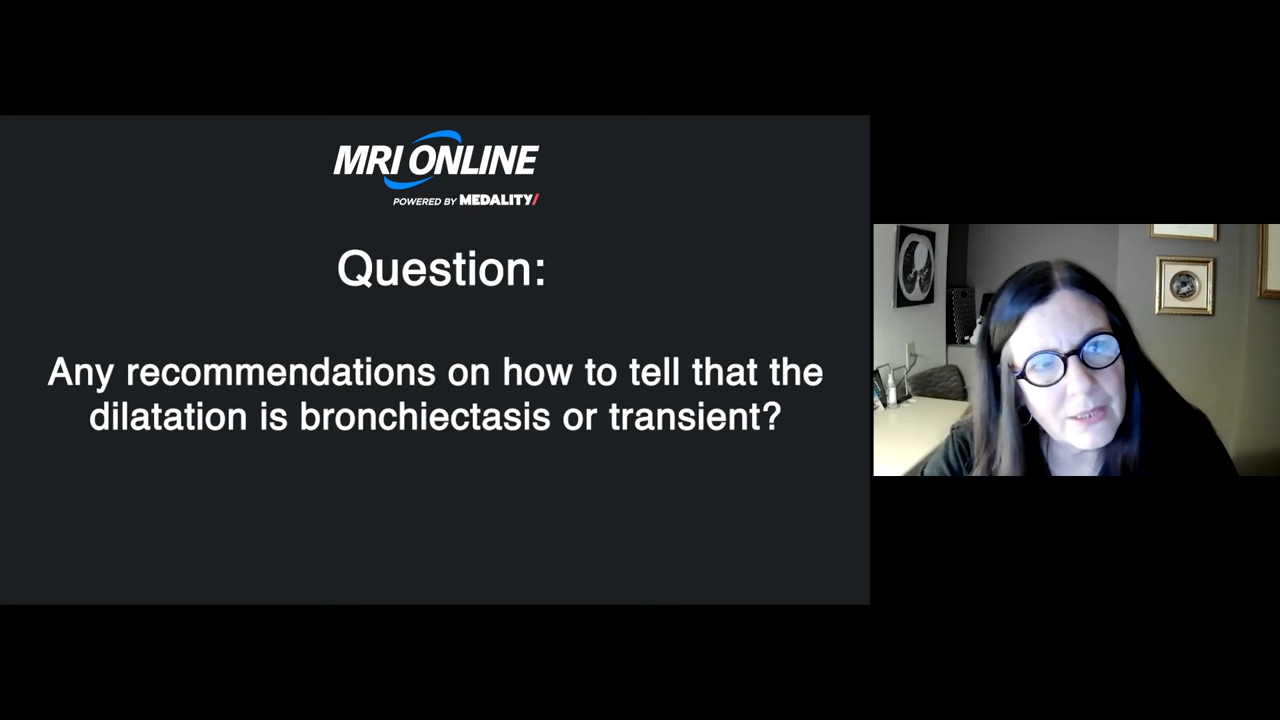 MRI ONLINE
POWERED BY MEDALITY/
Question:
Any recommendations on how to tell that the
dilatation is bronchiectasis or transient?